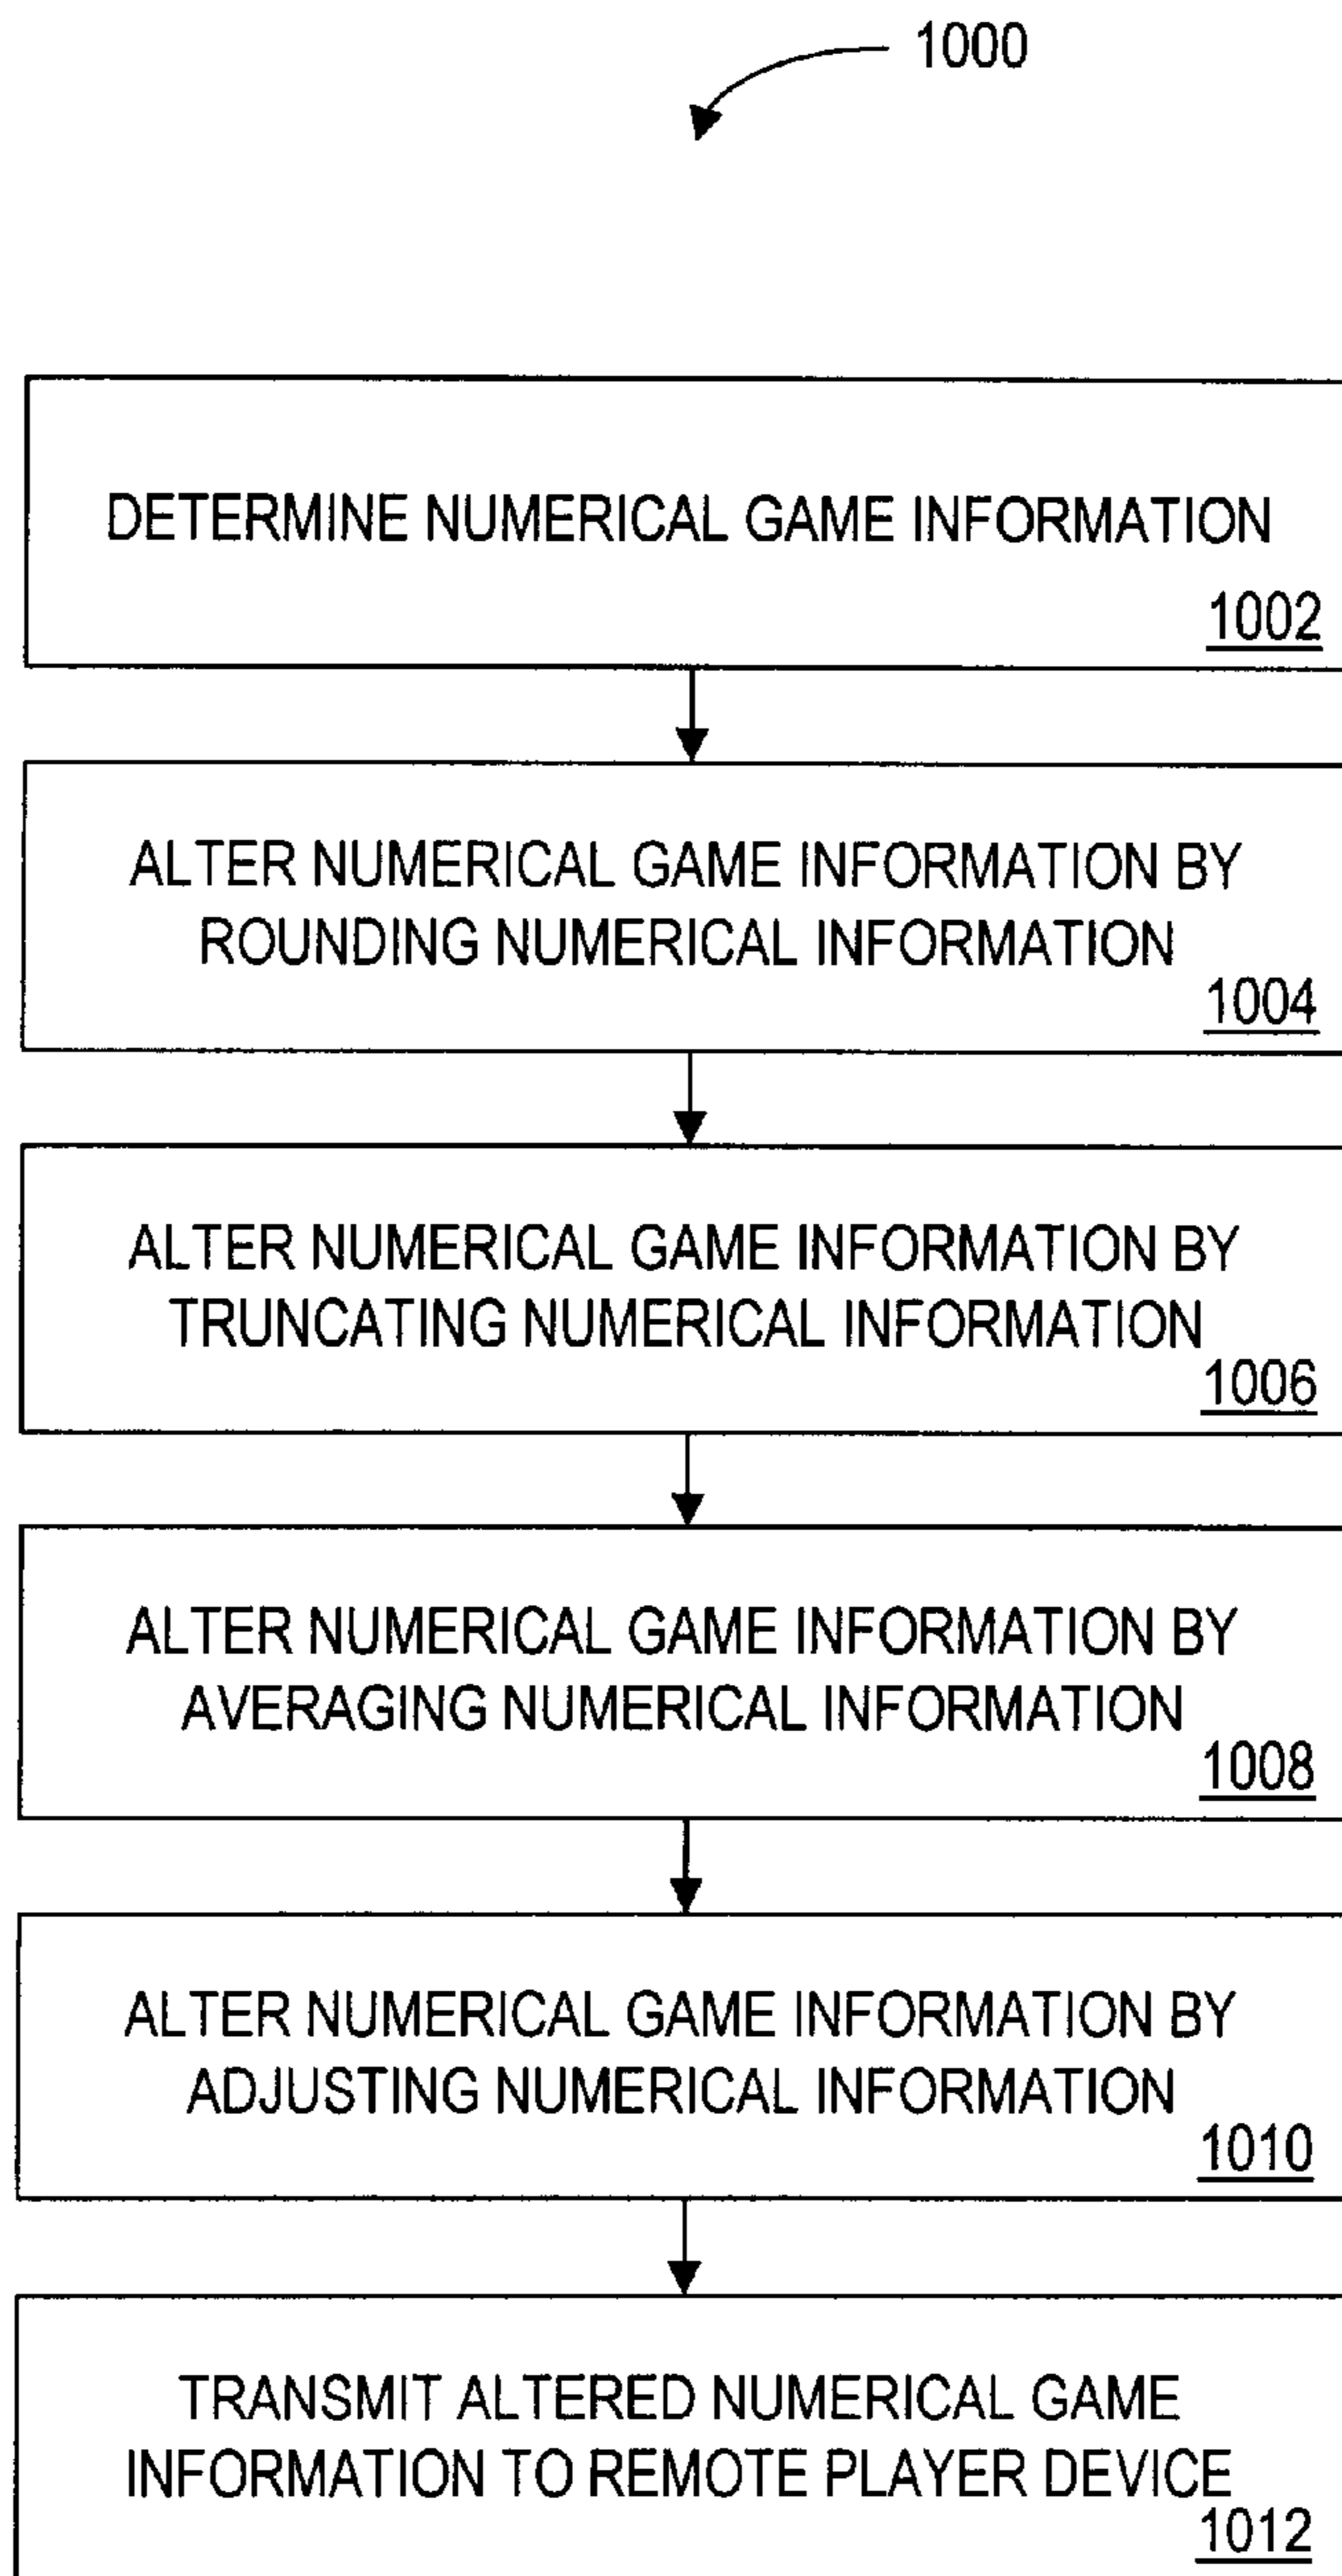 1000
DETERMINE NUMERICAL GAME INFORMATION
1002
ALTER NUMERICAL GAME INFORMATION BY
ROUNDING NUMERICAL INFORMATION
1004
ALTER NUMERICAL GAME INFORMATION BY
TRUNCATING NUMERICAL INFORMATION
1006
ALTER NUMERICAL GAME INFORMATION BY
AVERAGING NUMERICAL INFORMATION
1008
ALTER NUMERICAL GAME INFORMATION BY
ADJUSTING NUMERICAL INFORMATION
1010
TRANSMIT ALTERED NUMERICAL GAME
INFORMATION TO REMOTE PLAYER DEVICE
1012